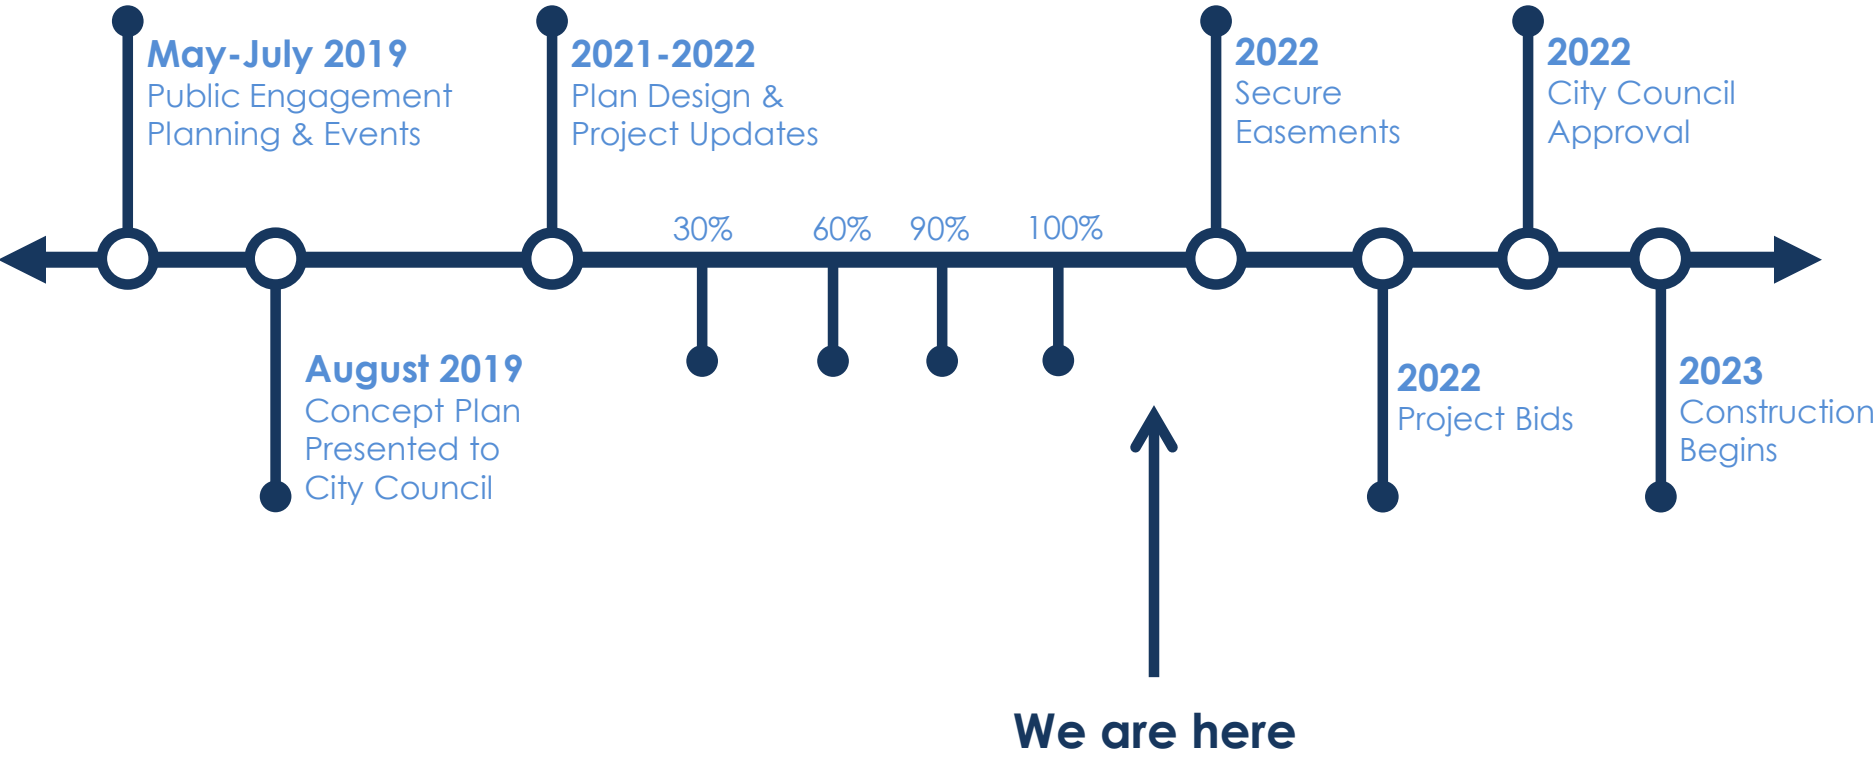 May-July 2019
Public Engagement
Planning & Events
August 2019
Concept Plan
Presented to
City Council
2021-2022
Plan Design &
Project Updates
30%
60%
90%
100%
We are here
2022
Secure
Easements
2022
Project Bids
2022
City Council
Approval
2023
Construction
Begins